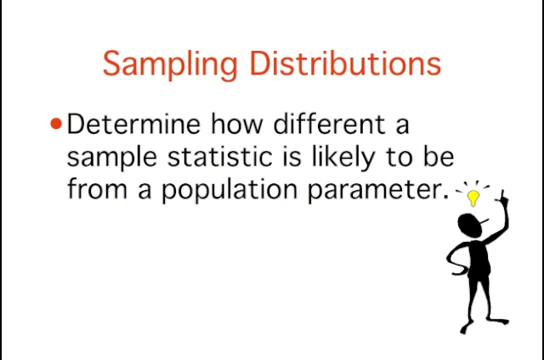 Sampling Distributions
•Determine how different a
sample statistic is likely to be
from a population parameter.